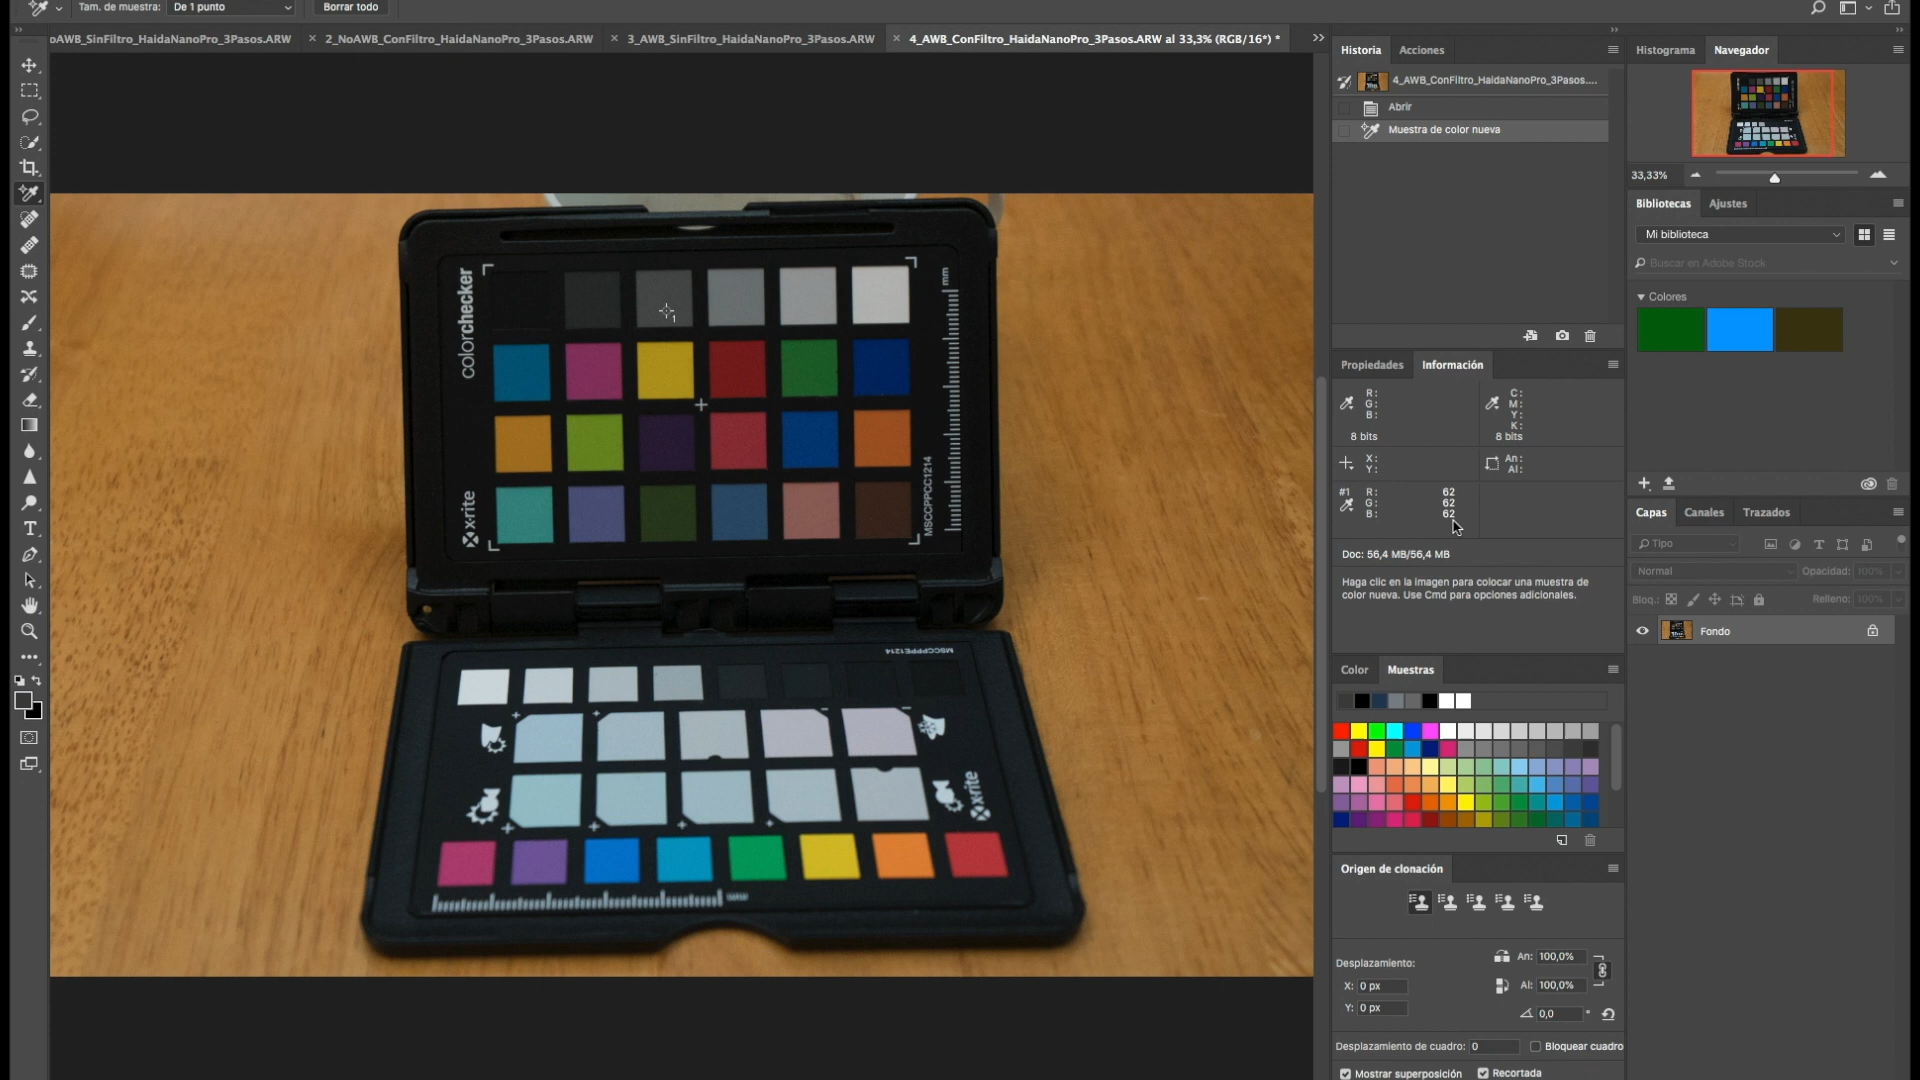 Tam. de muestra: De 1 punto Borrar todo
oAWB_SinFiltro_HaidaNanoPro_3Pasos.ARW
2_NoAWB_ConFiltro_HaidaNanoPro_3Pasos.ARW
3_AWB_SinFiltro_HaidaNanoPro_3Pasos.ARW
4_AWB_ConFiltro_HaidaNanoPro_3Pasos.ARW al 33,3% (RGB/16*) *
colorchecker
x-rite
mm
MSCCPPCC1214
MSCCPPPE1214
x-rite
Historia Acciones
4_AWB_ConFiltro_HaidaNanoPro_3Pasos....
Abrir
Muestra de color nueva
Propiedades Información
R:
G:
B:
8 bits
C:
M:
Y:
K:
8 bits
X:
Y:
An:
Al:
#1 R: 62
G: 62
B: 62
Doc: 56,4 MB/56,4 MB
Haga clic en la imagen para colocar una muestra de
color nueva. Use Cmd para opciones adicionales.
Color Muestras
Origen de clonación
Desplazamiento:
X: 0 px
Y: 0 px
An: 100,0%
Al: 100,0%
0,0 °
Desplazamiento de cuadro: 0 Bloquear cuadro
Mostrar superposición Recortada
Histograma Navegador
33,33%
Bibliotecas Ajustes
Mi biblioteca
Buscar en Adobe Stock
Colores
Capas Canales Trazados
Tipo
Normal Opacidad: 100%
Bloq.: Relleno: 100%
Fondo